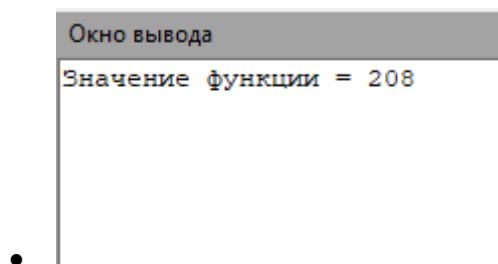 Окно вывода
Значение функции = 208